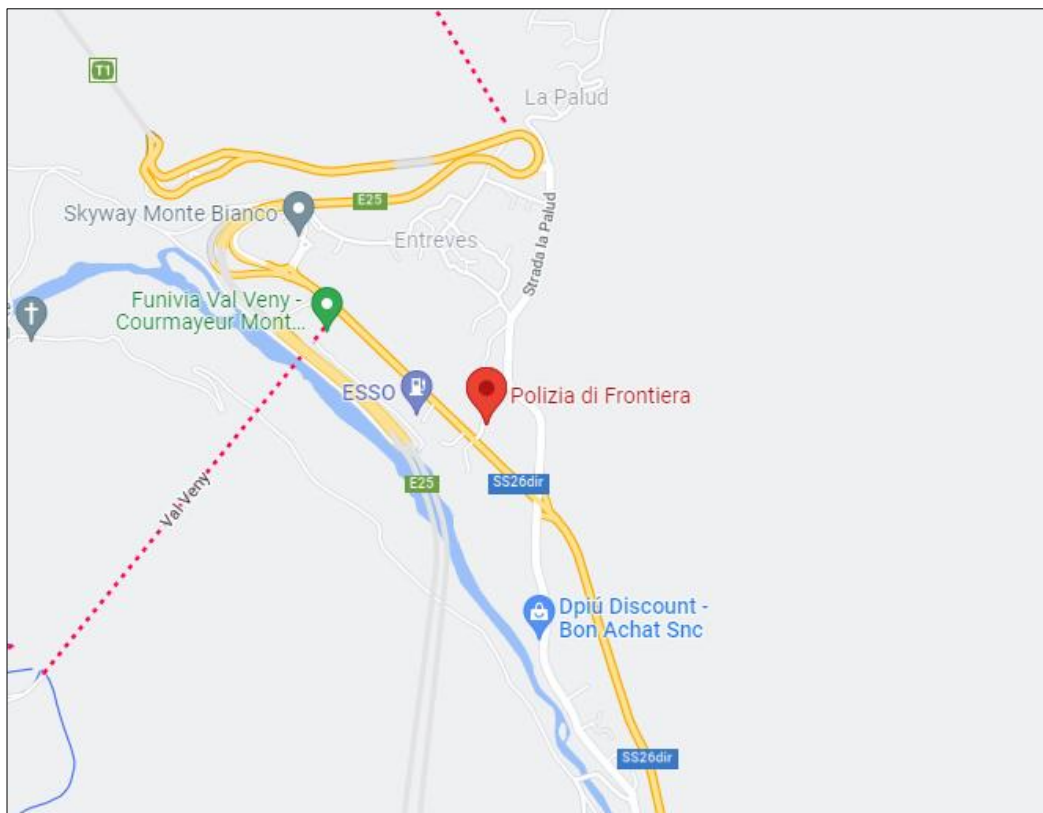 T1
La Palud
E25
Skyway Monte Bianco
Entreves
Strada la Palud
Funivia Val Veny -
Courmayeur Mont...
ESSO
Polizia di Frontiera
E25
SS26dir
Val Veny
Dpiú Discount -
Bon Achat Snc
SS26dir